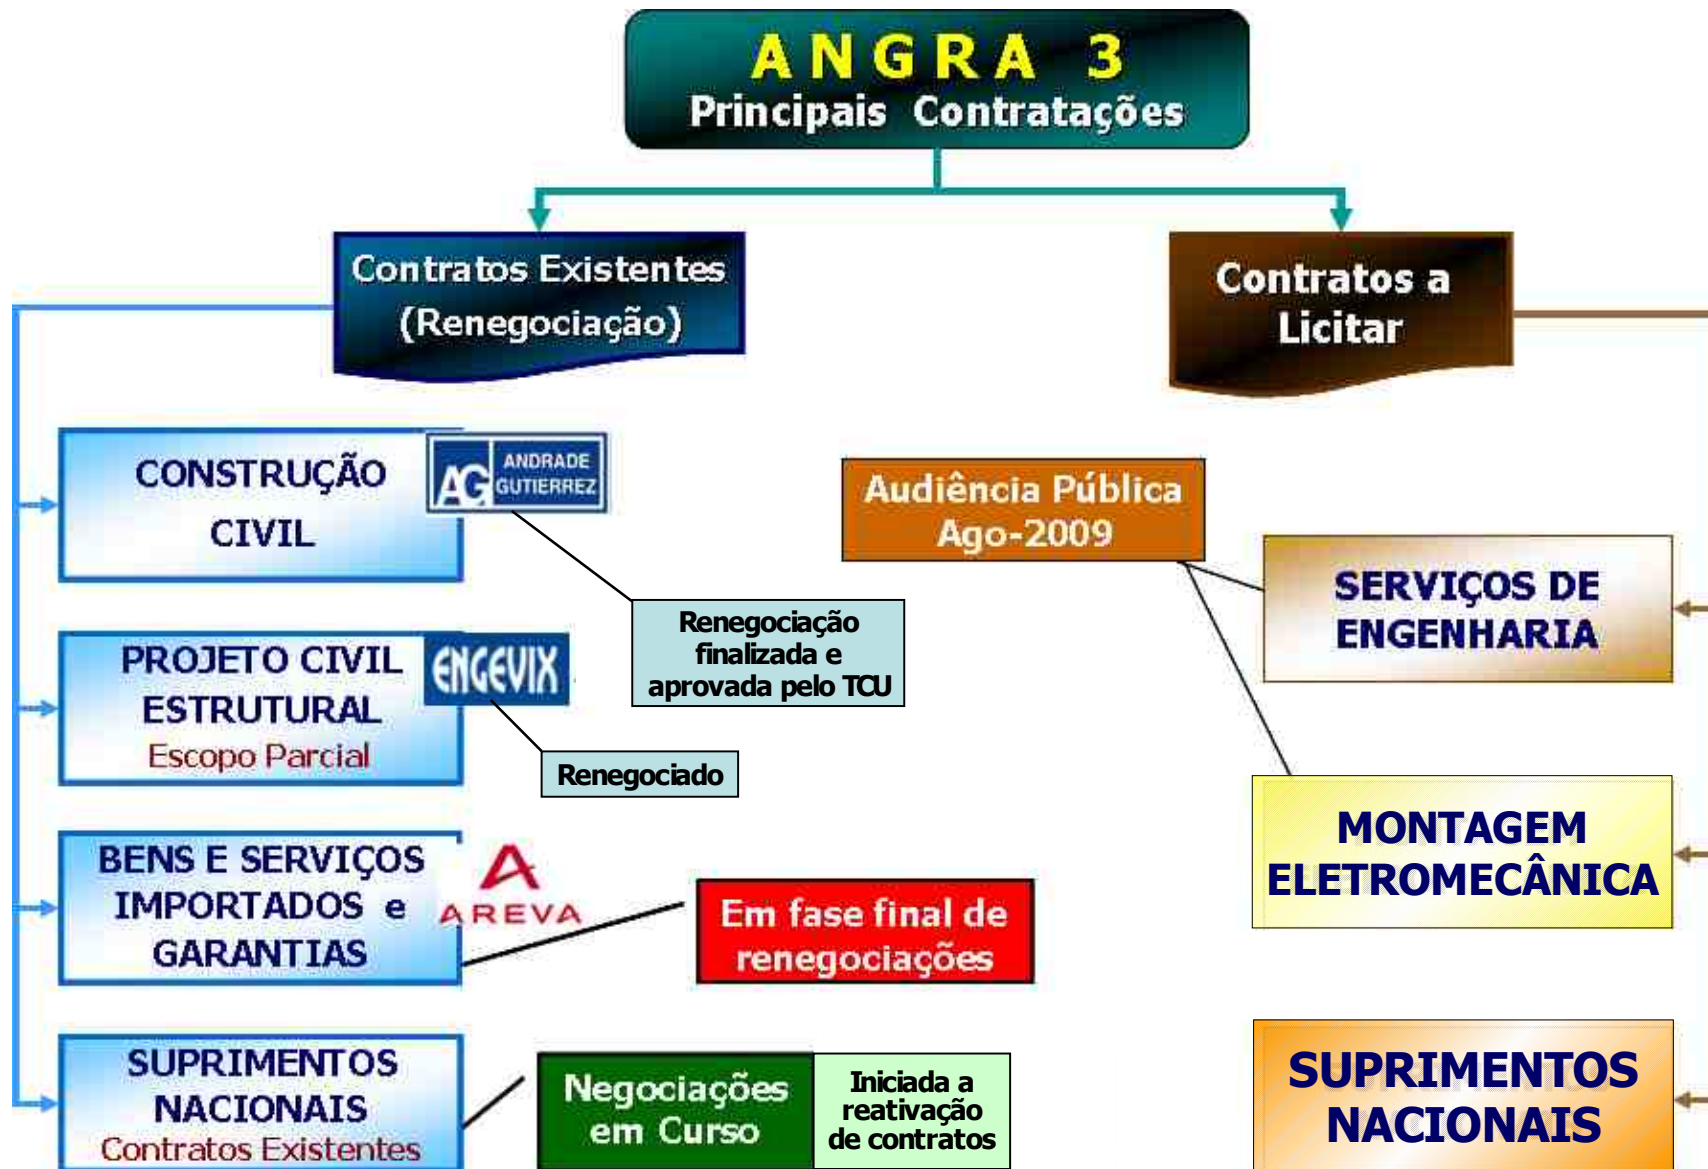 ANGRA 3
Principais Contratações
Contratos Existentes
(Renegociação)
Contratos a
Licitar
CONSTRUÇÃO
CIVIL
AG ANDRADE
GUTIERREZ
Renegociação
finalizada e
aprovada pelo TCU
PROJETO CIVIL
ESTRUTURAL
Escopo Parcial
ENGEVIX
Renegociado
BENS E SERVIÇOS
IMPORTADOS e
GARANTIAS
AREVA
Em fase final de
renegociações
SUPRIMENTOS
NACIONAIS
Contratos Existentes
Negociações
em Curso
Iniciada a
reativação
de contratos
Audiência Pública
Ago-2009
SERVIÇOS DE
ENGENHARIA
MONTAGEM
ELETROMECÂNICA
SUPRIMENTOS
NACIONAIS